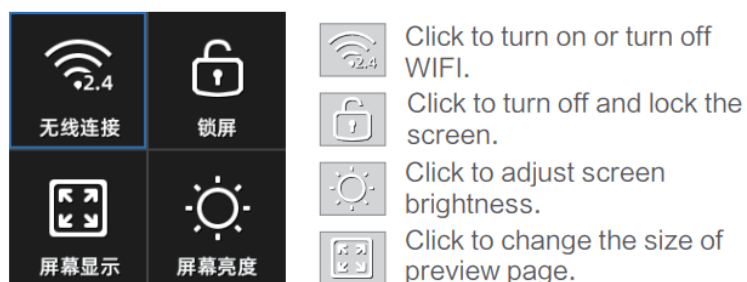 2.4
无线连接
锁屏
屏幕显示
屏幕亮度
2.4
Click to turn on or turn off
WIFI.
Click to turn off and lock the
screen.
Click to adjust screen
brightness.
Click to change the size of
preview page.